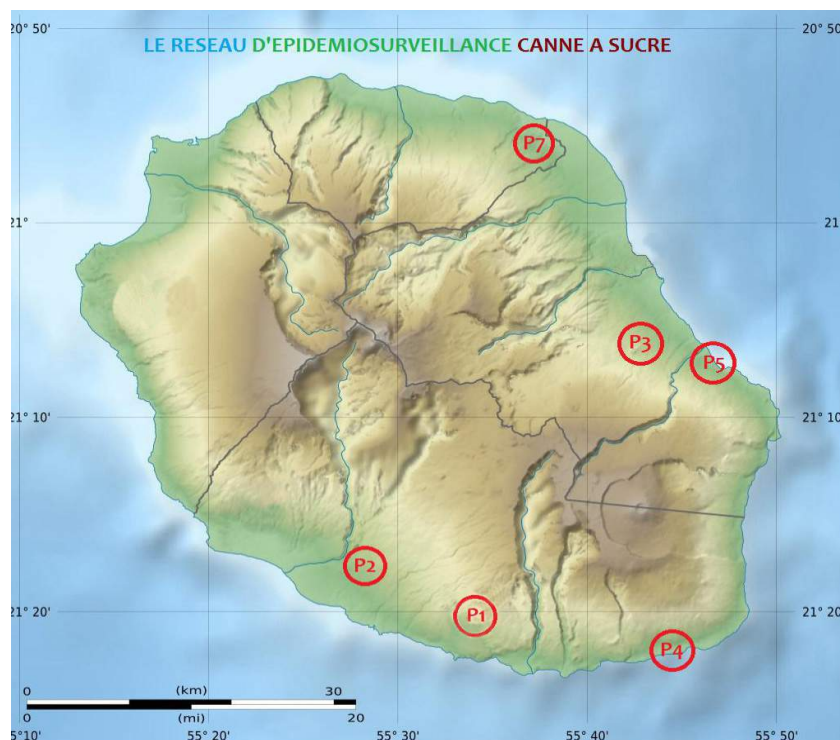 20° 50' 20° 50
LE RESEAU D'EPIDEMIOSURVEILLANCE CANNE A SUCRE
P7
21° 21
P3
P5
21° 10' 21° 10
P2
P1
21° 20' 21° 20
P4
0 (km) 30
0 (mi) 20
5° 10' 55° 20' 55° 30' 55° 40' 55° 50'